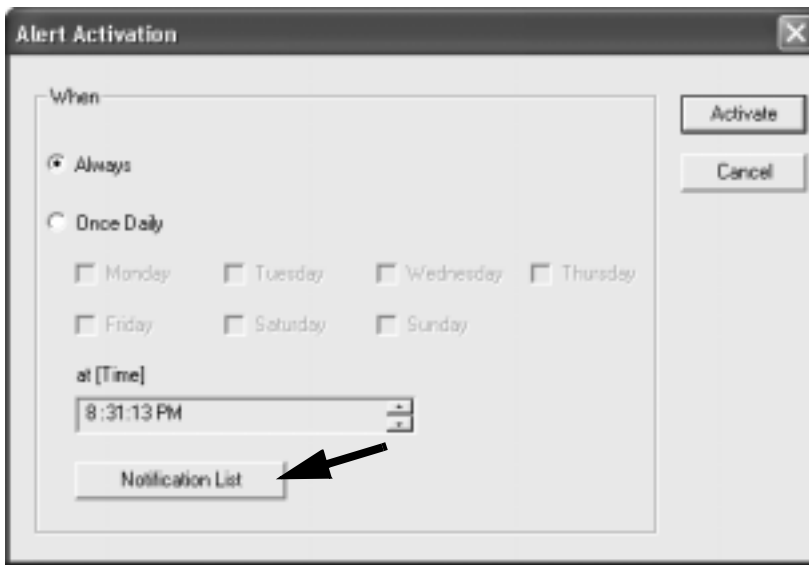 Alert Activation
When
Activate
Always
Cancel
Once Daily
Monday Tuesday Wednesday Thursday
Friday Saturday Sunday
at [Time]
8:31:13 PM
Notification List